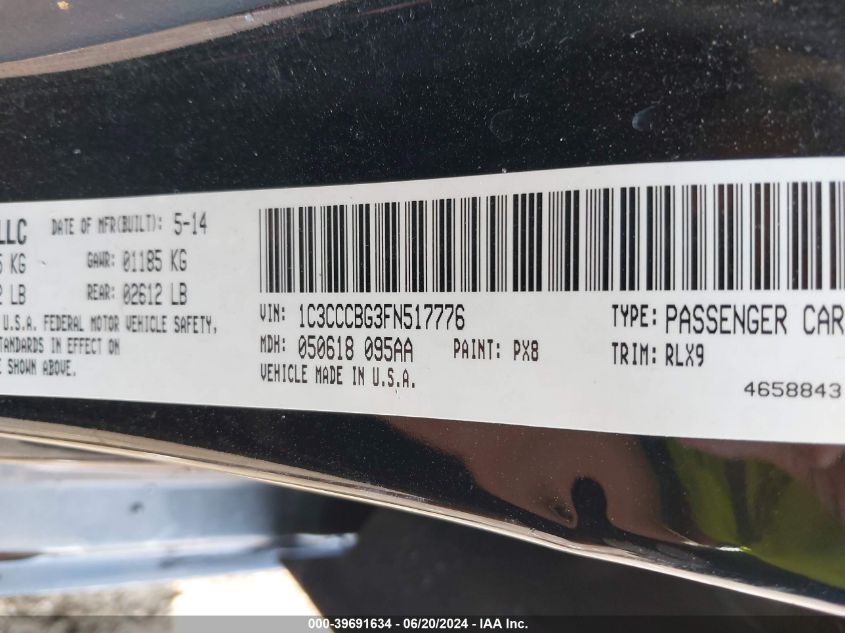 LLC DATE OF MFR(BUILT): 5-14
KG GAWR: 01185 KG
LB REAR: 02612 LB
U.S.A. FEDERAL MOTOR VEHICLE SAFETY,
STANDARDS IN EFFECT ON
SHOWN ABOVE.
VIN: 1C3CCCBG3FN517776
MDH: 050618 095AA PAINT: PX8
VEHICLE MADE IN U.S.A.
TYPE: PASSENGER CAR
TRIM: RLX9
4658843
000-39691634 - 06/20/2024 - IAA Inc.